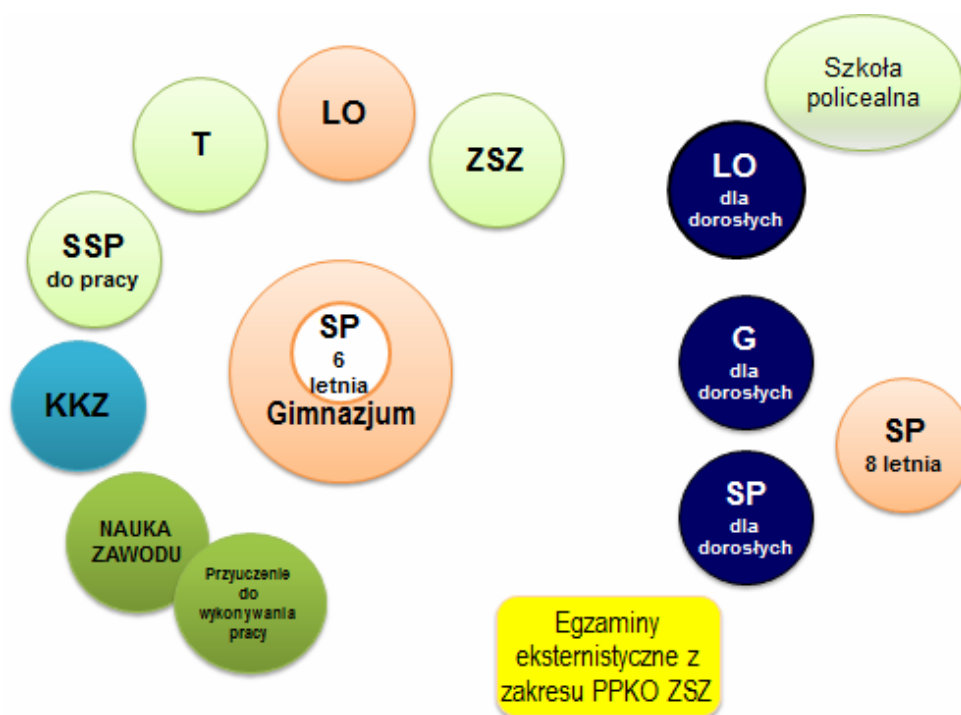 Szkoła
policealna
LO
T
ZSZ
LO
dla
dorosłych
SSP
do pracy
SP
6
letnia
Gimnazjum
G
dla
dorosłych
KKZ
SP
8 letnia
SP
dla
dorosłych
NAUKA
ZAWODU
Przyuczenie
do
wykonywania
pracy
Egzaminy
eksternistyczne z
zakresu PPKO ZSZ